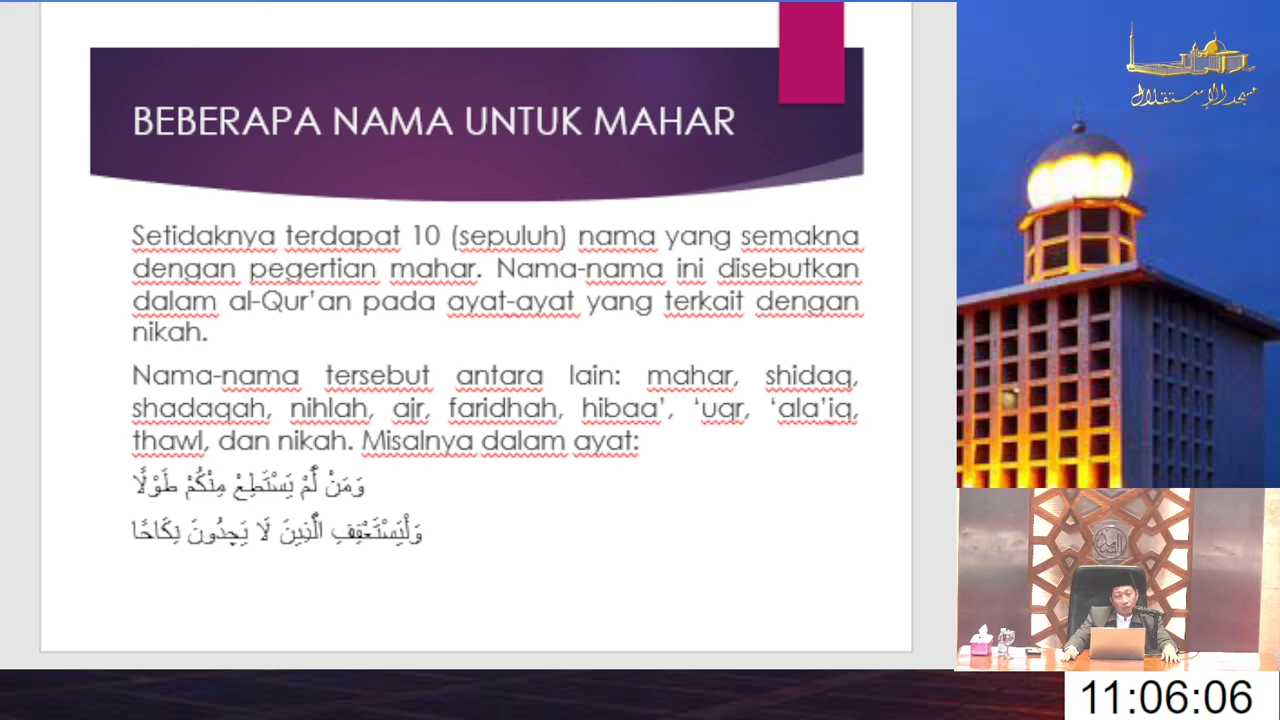 BEBERAPA NAMA UNTUK MAHAR
Setidaknya terdapat 10 (sepuluh) nama yang semakna
dengan pegertian mahar. Nama-nama ini disebutkan
dalam al-Qur’an pada ayat-ayat yang terkait dengan
nikah.
Nama-nama tersebut antara lain: mahar, shidaq,
shadaqah, nihlah, ajr, faridhah, hibaa’, ‘uqr, ‘ala’iq,
thawl, dan nikah. Misalnya dalam ayat:
وَمَنْ لَّمْ يَسْتَطِعْ مِنْكُمْ طَوْلًا
وَلْيَسْتَعْفِفِ الَّذِينَ لَا يَجِدُونَ نِكَاحًا
مسجد الإستقلال
11:06:06